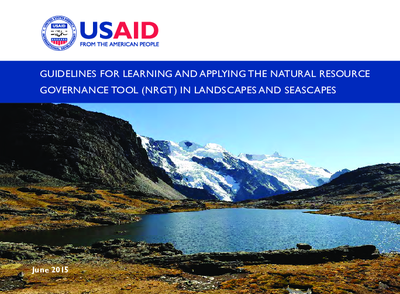 USAID
FROM THE AMERICAN PEOPLE
GUIDELINES FOR LEARNING AND APPLYING THE NATURAL RESOURCE
GOVERNANCE TOOL (NRGT) IN LANDSCAPES AND SEASCAPES
June 2015